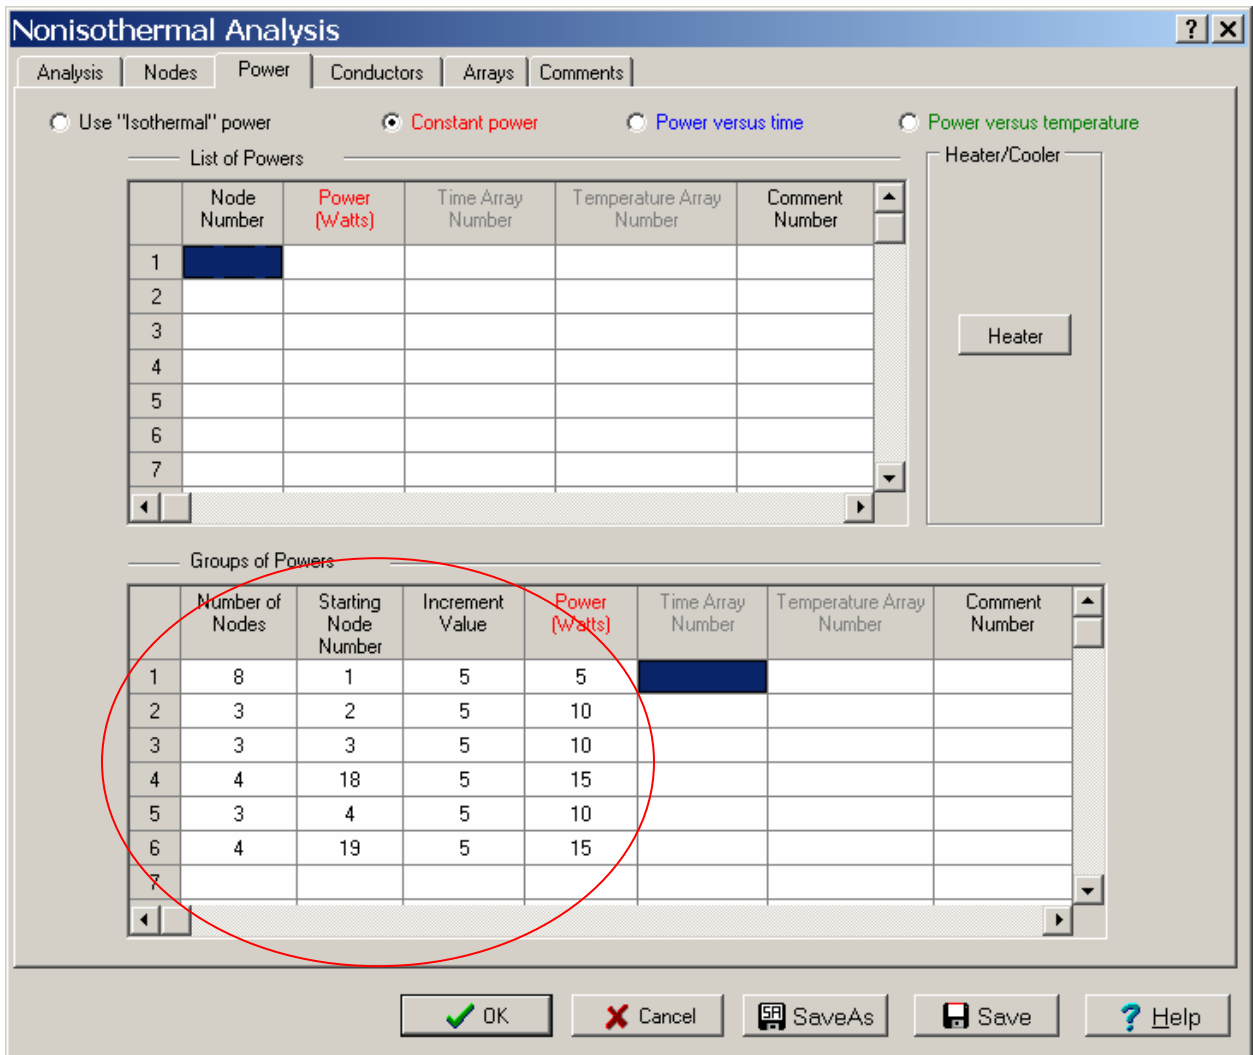 Nonisothermal Analysis
Analysis Nodes Power Conductors Arrays Comments
Use "Isothermal" power Constant power Power versus time Power versus temperature
List of Powers Heater/Cooler
Node Power Time Array Temperature Array Comment
Number (Watts) Number Number Number
1
2
3
Heater
4
5
6
7
Groups of Powers
Number of Starting Increment Power Time Array Temperature Array Comment
Nodes Node Value (Watts) Number Number Number
Number
1 8 1 5 5
2 3 2 5 10
3 3 3 5 10
4 4 18 5 15
5 3 4 5 10
6 4 19 5 15
7
OK Cancel SA SaveAs Save ? Help